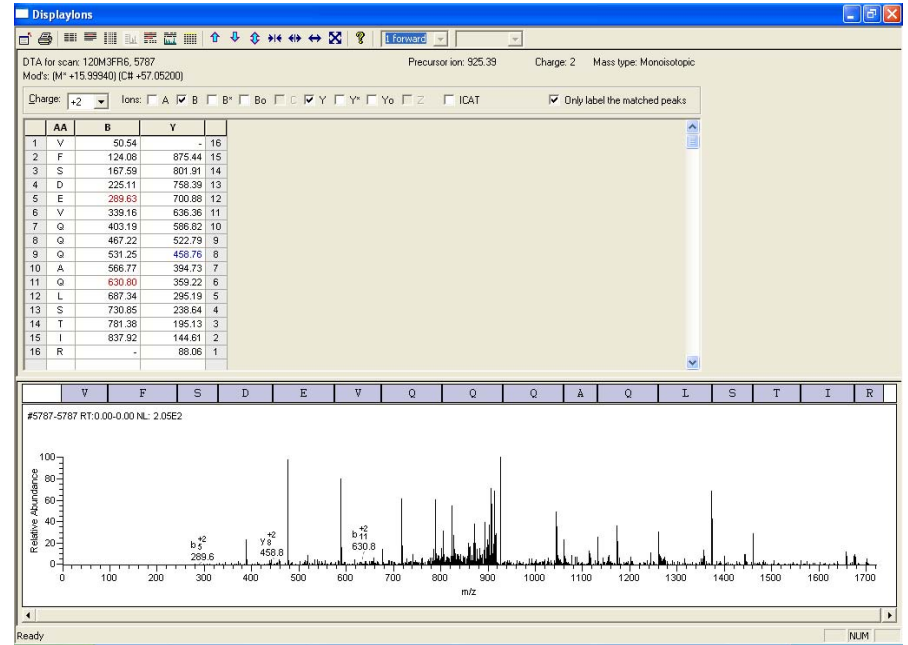 DisplayIons
1 forward
DTA for scan: 120M3FR6, 5787 Precursor ion: 925.39 Charge: 2 Mass type: Monoisotopic
Mod's: (M* +15.99940) (C# +57.05200)
Charge: +2 Ions: A B B* Bo C Y Y* Yo Z ICAT Only label the matched peaks
AA B Y
1 V 50.54 - 16
2 F 124.08 875.44 15
3 S 167.59 801.91 14
4 D 225.11 758.39 13
5 E 289.63 700.88 12
6 V 339.16 636.36 11
7 Q 403.19 586.82 10
8 Q 467.22 522.79 9
9 Q 531.25 458.76 8
10 A 566.77 394.73 7
11 Q 630.80 359.22 6
12 L 687.34 295.19 5
13 S 730.85 238.64 4
14 T 781.38 195.13 3
15 I 837.92 144.61 2
16 R - 88.06 1
V F S D E V Q Q Q A Q L S T I R
#5787-5787 RT:0.00-0.00 NL: 2.05E2
Relative Abundance
100
80
60
40
20
0
b 5 +2
289.6
y 8 +2
458.8
b 11 +2
630.8
0 100 200 300 400 500 600 700 800 900 1000 1100 1200 1300 1400 1500 1600 1700
m/z
Ready NUM